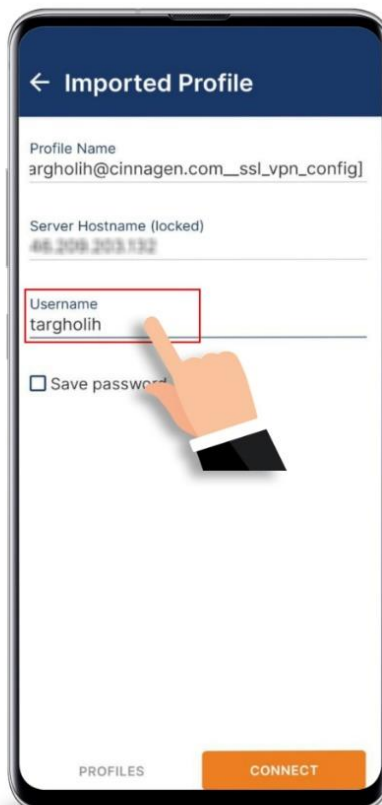 ← Imported Profile
Profile Name
argholih@cinnagen.com__ssl_vpn_config]
Server Hostname (locked)
Username
targholih
Save password
PROFILES
CONNECT